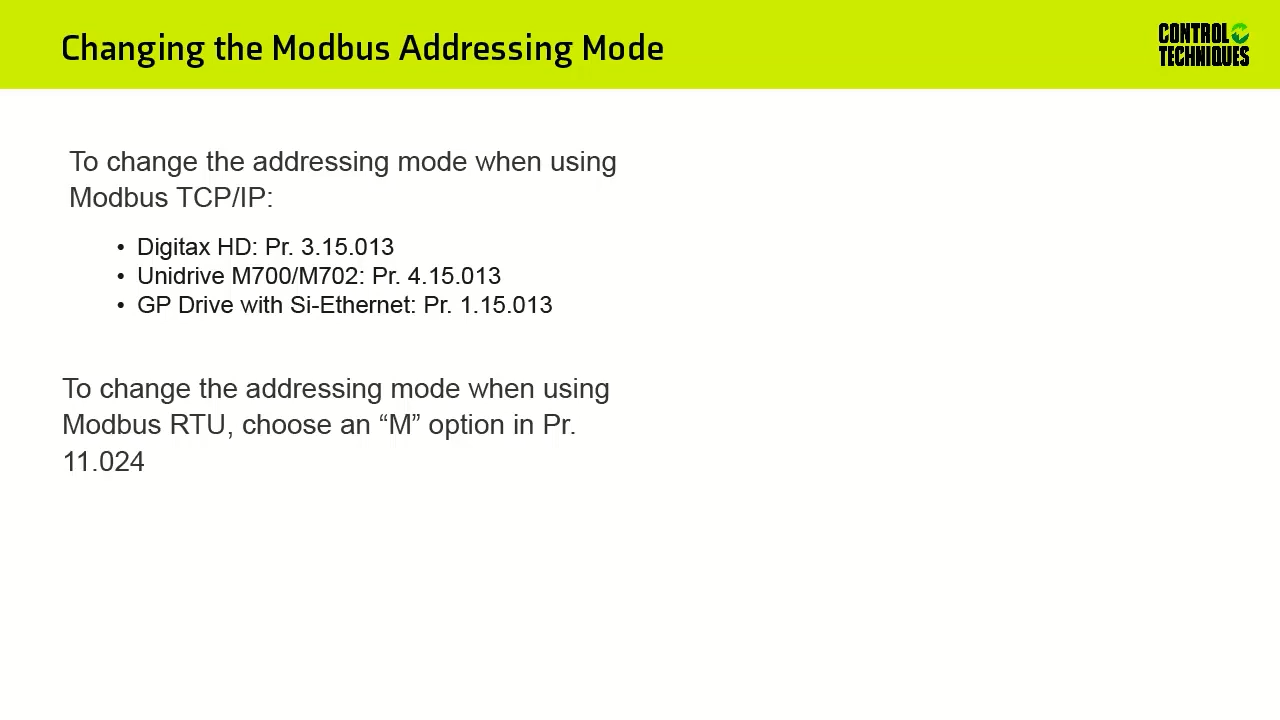 Changing the Modbus Addressing Mode
CONTROL
TECHNIQUES
To change the addressing mode when using
Modbus TCP/IP:
• Digitax HD: Pr. 3.15.013
• Unidrive M700/M702: Pr. 4.15.013
• GP Drive with Si-Ethernet: Pr. 1.15.013
To change the addressing mode when using
Modbus RTU, choose an “M” option in Pr.
11.024